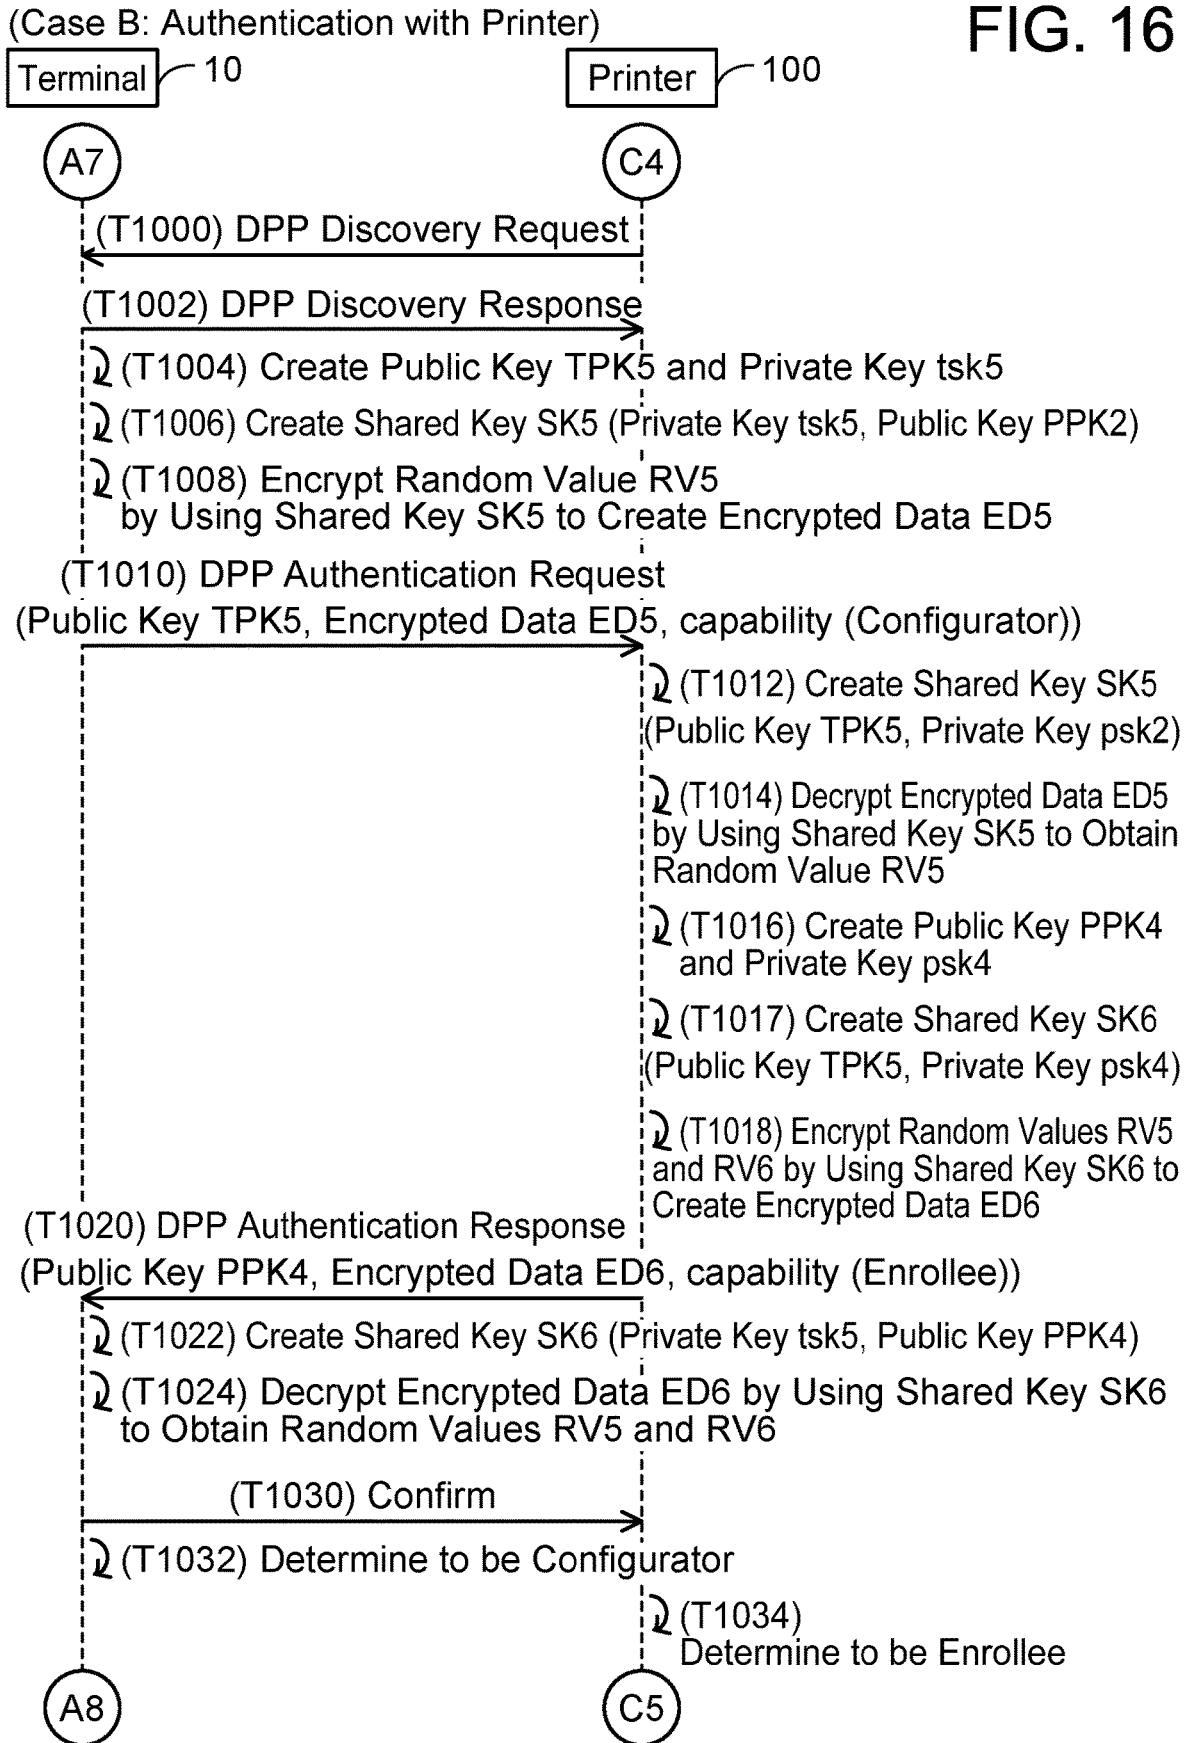 (Case B: Authentication with Printer)
FIG. 16
Terminal
10
Printer
100
A7
C4
(T1000) DPP Discovery Request
(T1002) DPP Discovery Response
(T1004) Create Public Key TPK5 and Private Key tsk5
(T1006) Create Shared Key SK5 (Private Key tsk5, Public Key PPK2)
(T1008) Encrypt Random Value RV5
by Using Shared Key SK5 to Create Encrypted Data ED5
(T1010) DPP Authentication Request
(Public Key TPK5, Encrypted Data ED5, capability (Configurator))
(T1012) Create Shared Key SK5
(Public Key TPK5, Private Key psk2)
(T1014) Decrypt Encrypted Data ED5
by Using Shared Key SK5 to Obtain
Random Value RV5
(T1016) Create Public Key PPK4
and Private Key psk4
(T1017) Create Shared Key SK6
(Public Key TPK5, Private Key psk4)
(T1018) Encrypt Random Values RV5
and RV6 by Using Shared Key SK6 to
Create Encrypted Data ED6
(T1020) DPP Authentication Response
(Public Key PPK4, Encrypted Data ED6, capability (Enrollee))
(T1022) Create Shared Key SK6 (Private Key tsk5, Public Key PPK4)
(T1024) Decrypt Encrypted Data ED6 by Using Shared Key SK6
to Obtain Random Values RV5 and RV6
(T1030) Confirm
(T1032) Determine to be Configurator
(T1034)
Determine to be Enrollee
A8
C5